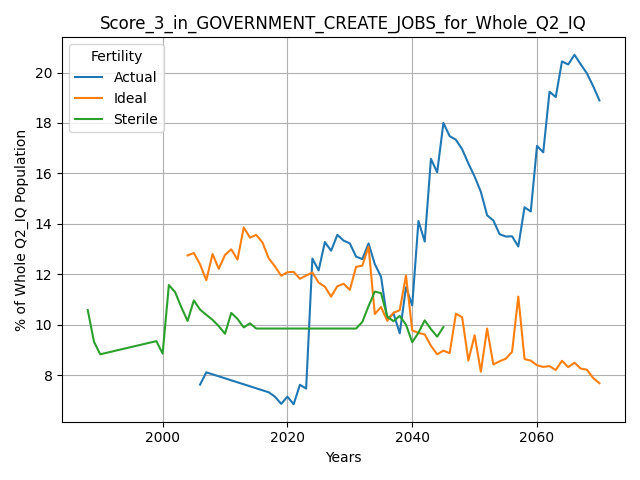 Score_3_in_GOVERNMENT_CREATE_JOBS_for_Whole_Q2_IQ
Fertility
Actual
Ideal
Sterile
% of Whole Q2_IQ Population
20
18
16
14
12
10
8
2000
2020
2040
2060
Years